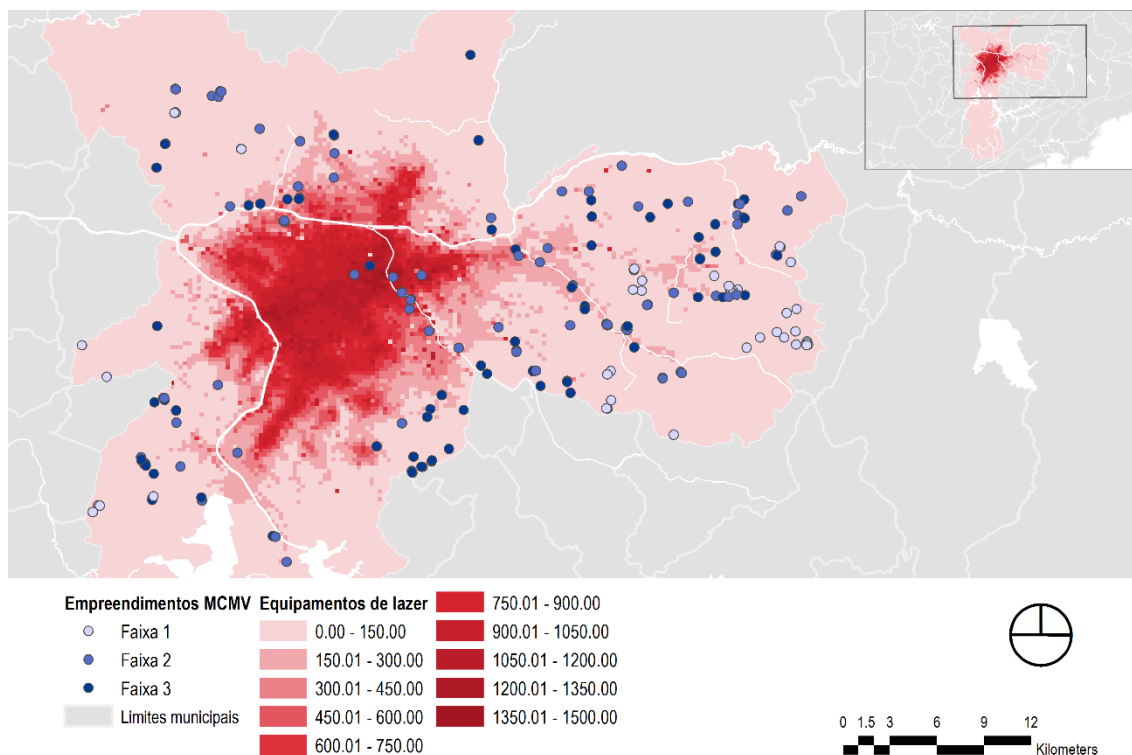 Empreendimentos MCMV
Faixa 1
Faixa 2
Faixa 3
Limites municipais
Equipamentos de lazer
0.00 - 150.00
150.01 - 300.00
300.01 - 450.00
450.01 - 600.00
600.01 - 750.00
750.01 - 900.00
900.01 - 1050.00
1050.01 - 1200.00
1200.01 - 1350.00
1350.01 - 1500.00
0 1.5 3 6 9 12
Kilometers